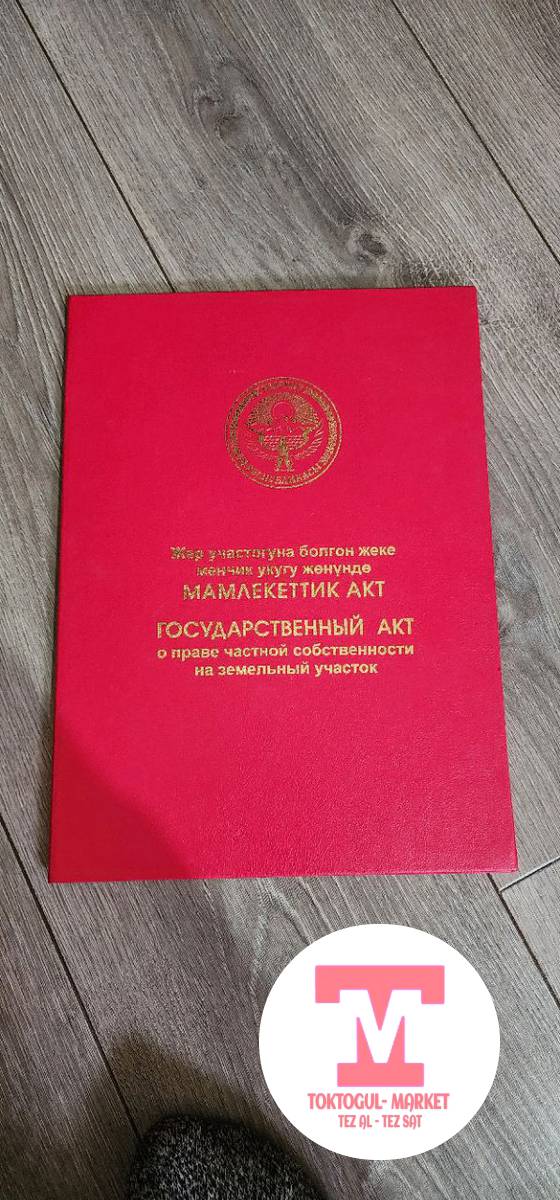 Жер участогуна болгон жеке
менчик укугу жөнүндө
МАМЛЕКЕТТИК АКТ
ГОСУДАРСТВЕННЫЙ АКТ
о праве частной собственности
на земельный участок
TM
TOKTOGUL- MARKET
TEZ AL - TEZ SAT